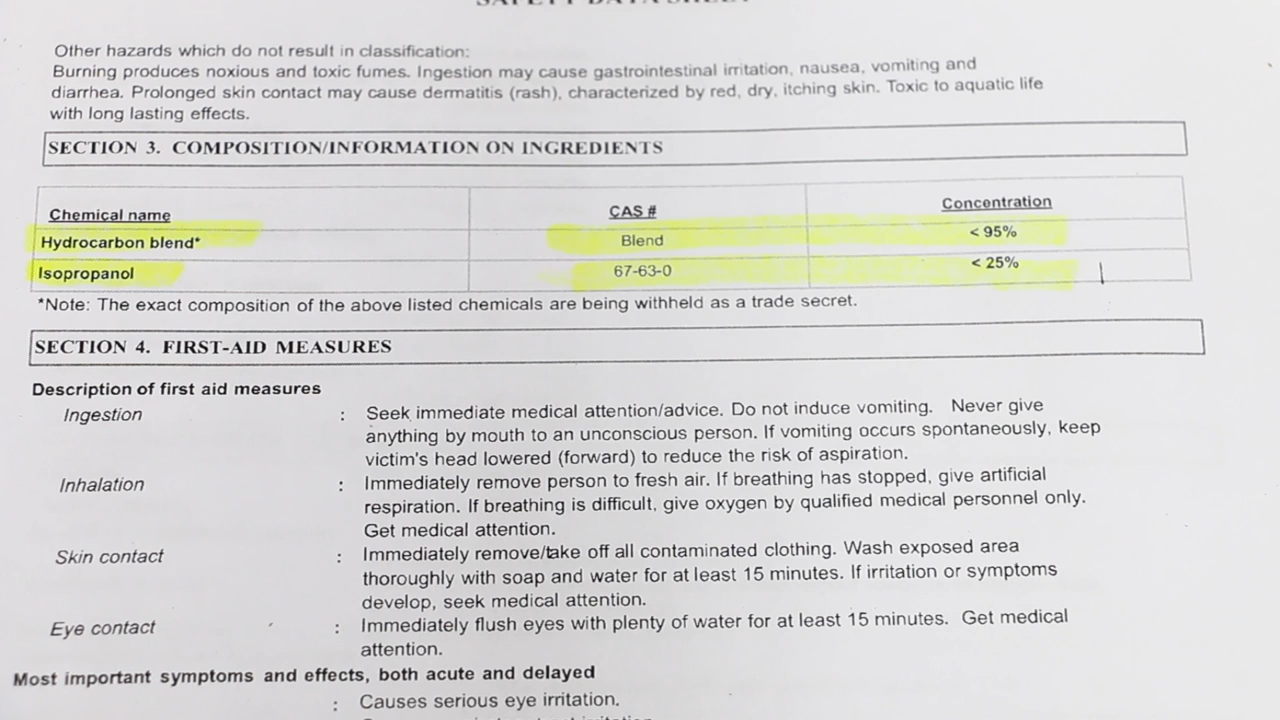 SAFETY DATA SHEET
Other hazards which do not result in classification:
Burning produces noxious and toxic fumes. Ingestion may cause gastrointestinal irritation, nausea, vomiting and
diarrhea. Prolonged skin contact may cause dermatitis (rash), characterized by red, dry, itching skin. Toxic to aquatic life
with long lasting effects.
SECTION 3. COMPOSITION/INFORMATION ON INGREDIENTS
Chemical name CAS # Concentration
Hydrocarbon blend* Blend < 95%
Isopropanol 67-63-0 < 25%
*Note: The exact composition of the above listed chemicals are being withheld as a trade secret.
SECTION 4. FIRST-AID MEASURES
Description of first aid measures
Ingestion : Seek immediate medical attention/advice. Do not induce vomiting. Never give
anything by mouth to an unconscious person. If vomiting occurs spontaneously, keep
victim's head lowered (forward) to reduce the risk of aspiration.
Inhalation : Immediately remove person to fresh air. If breathing has stopped, give artificial
respiration. If breathing is difficult, give oxygen by qualified medical personnel only.
Get medical attention.
Skin contact : Immediately remove/take off all contaminated clothing. Wash exposed area
thoroughly with soap and water for at least 15 minutes. If irritation or symptoms
develop, seek medical attention.
Eye contact : Immediately flush eyes with plenty of water for at least 15 minutes. Get medical
attention.
Most important symptoms and effects, both acute and delayed
: Causes serious eye irritation.